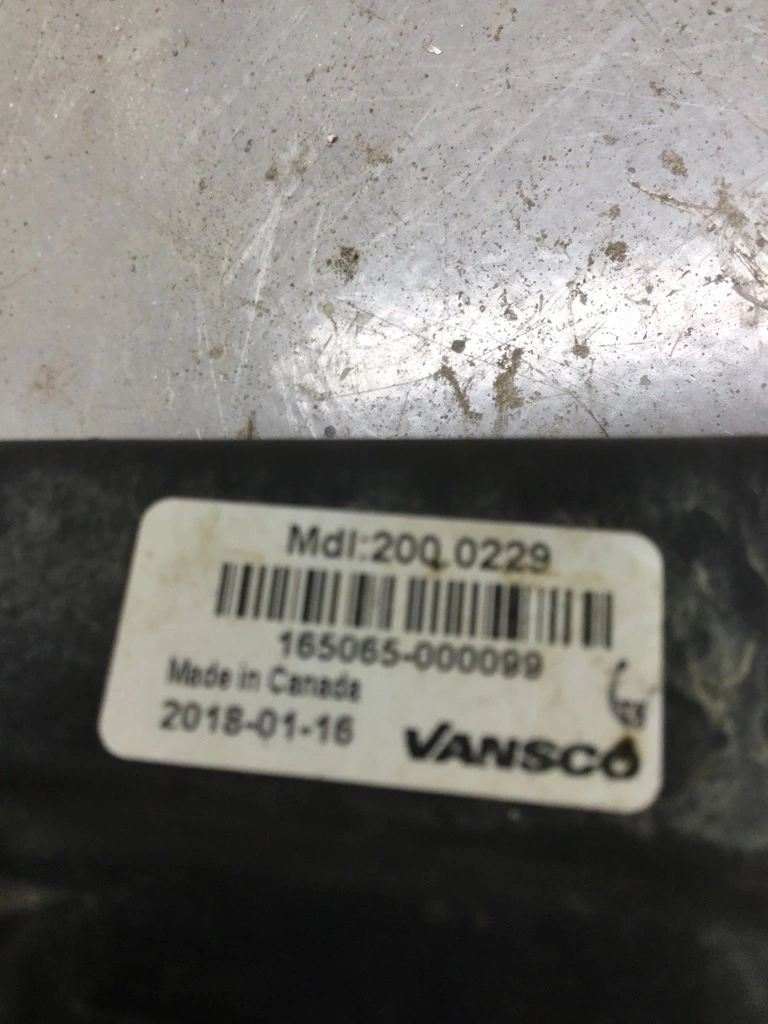 Mdl:200 0229
165065-000099
Made in Canada
2018-01-16
VANSCO